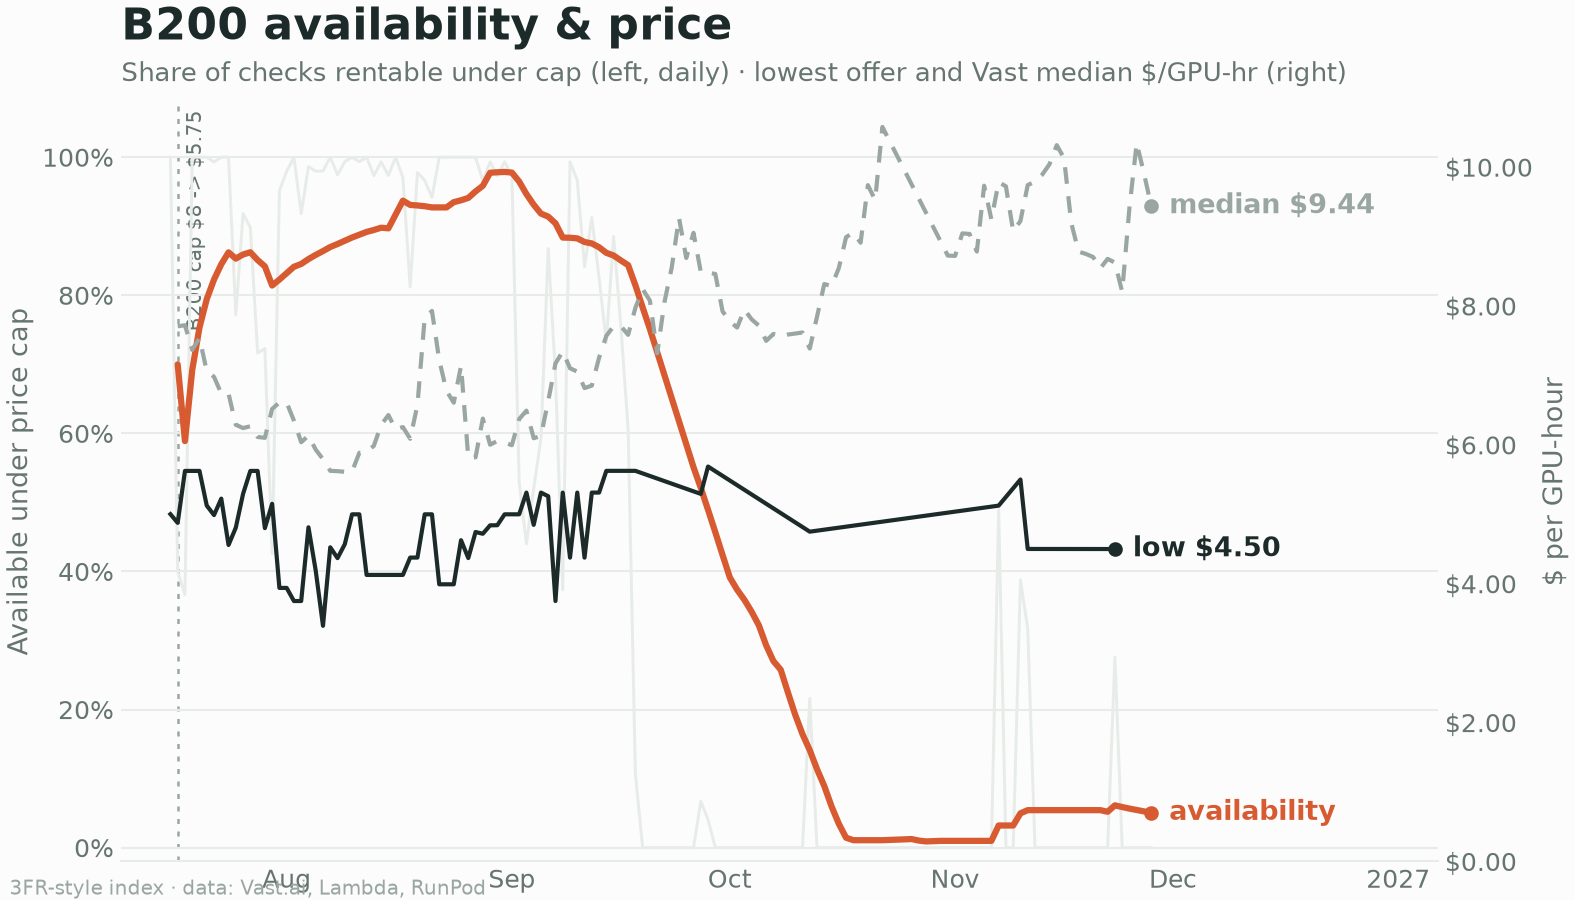 B200 availability & price
Share of checks rentable under cap (left, daily) · lowest offer and Vast median $/GPU-hr (right)
B200 cap $8 -> $5.75
100%
80%
60%
40%
20%
0%
Available under price cap
$10.00
$8.00
$6.00
$4.00
$2.00
$0.00
$ per GPU-hour
median $9.44
low $4.50
availability
Aug
Sep
Oct
Nov
Dec
2027
3FR-style index · data: Vast.ai, Lambda, RunPod